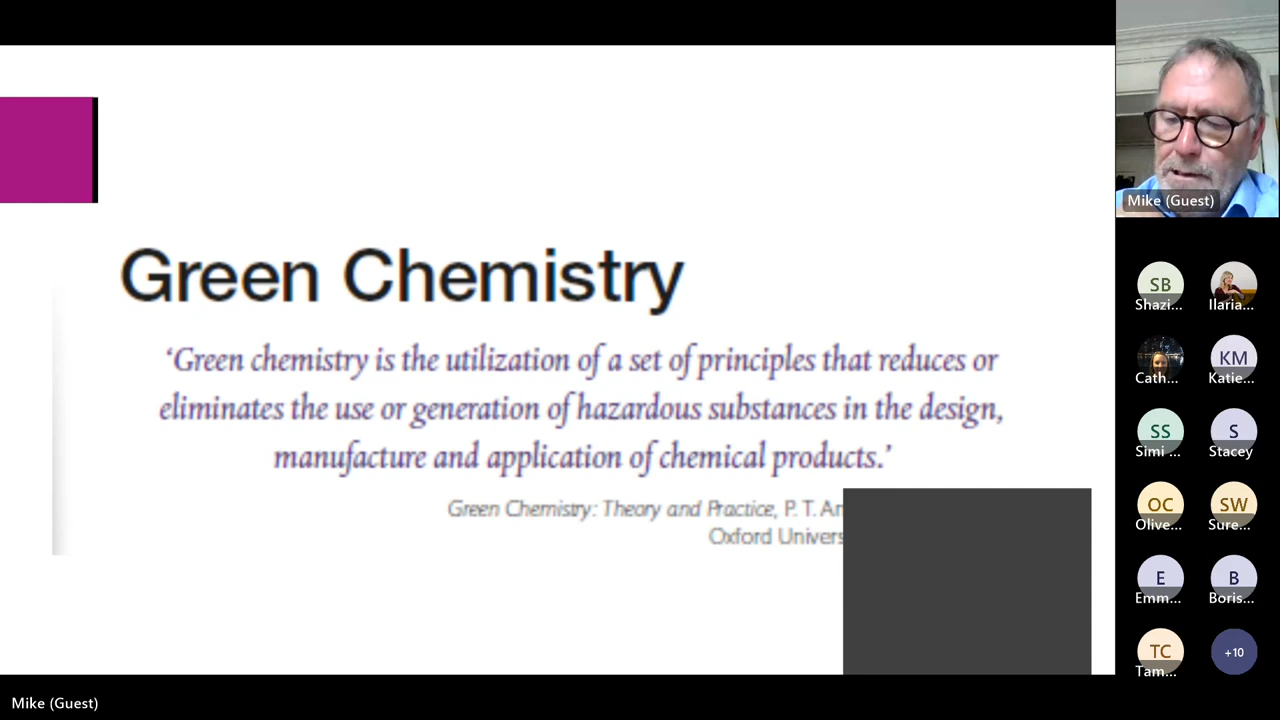 Green Chemistry
‘Green chemistry is the utilization of a set of principles that reduces or
eliminates the use or generation of hazardous substances in the design,
manufacture and application of chemical products.’
Green Chemistry: Theory and Practice, P. T. An
Oxford Univers
Mike (Guest)
SB
Shazi...
Ilaria...
Cath...
KM
Katie...
SS
Simi ...
S
Stacey
OC
Olive...
SW
Sure...
E
Emm...
B
Boris...
TC
Tam...
+10
Mike (Guest)